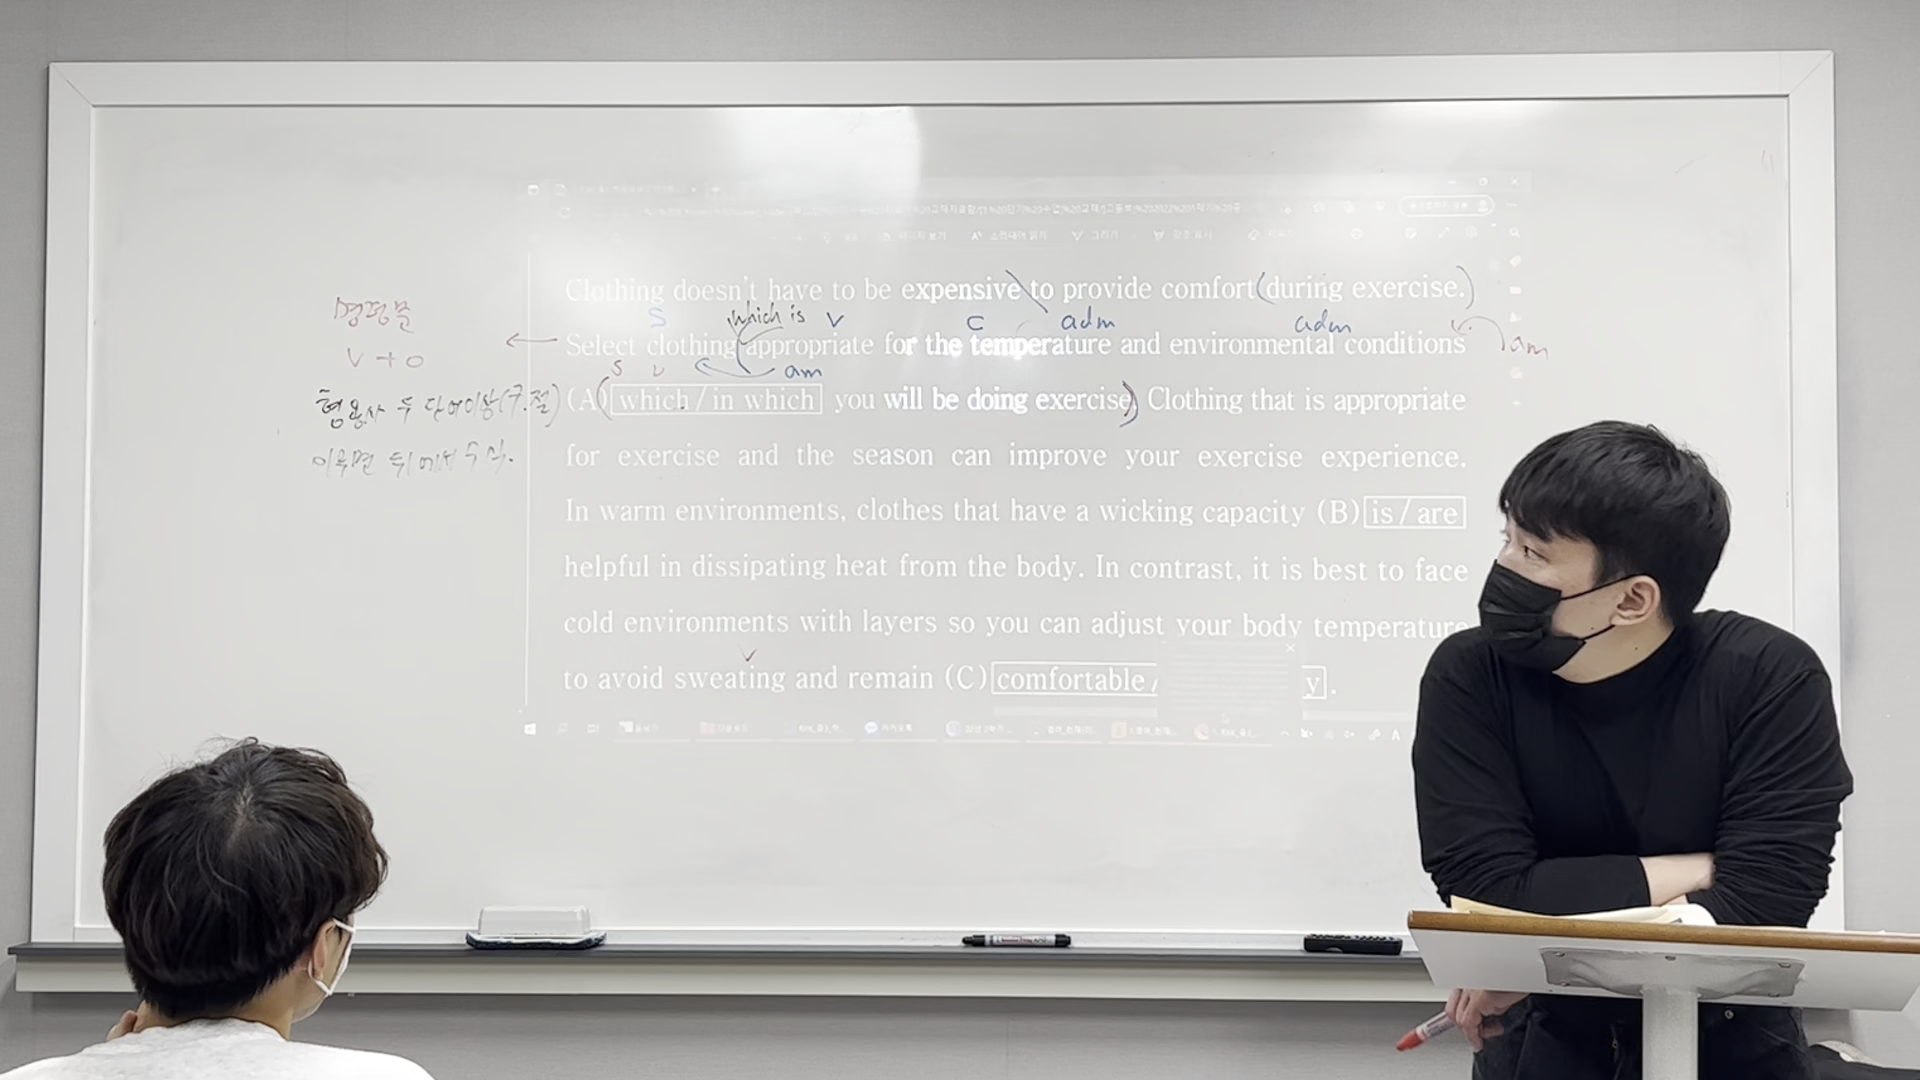 Clothing doesn't have to be expensive to provide comfort (during exercise.)
S which is V C adm adm
명령문
Select clothing appropriate for the temperature and environmental conditions
V + O
S V am am
형용사 두 단어이상(구.절)
(A) (which / in which you will be doing exercise) Clothing that is appropriate
이루면 뒤에서 수식.
for exercise and the season can improve your exercise experience.
In warm environments, clothes that have a wicking capacity (B) is / are
helpful in dissipating heat from the body. In contrast, it is best to face
cold environments with layers so you can adjust your body temperature
to avoid sweating and remain (C) comfortable / y.